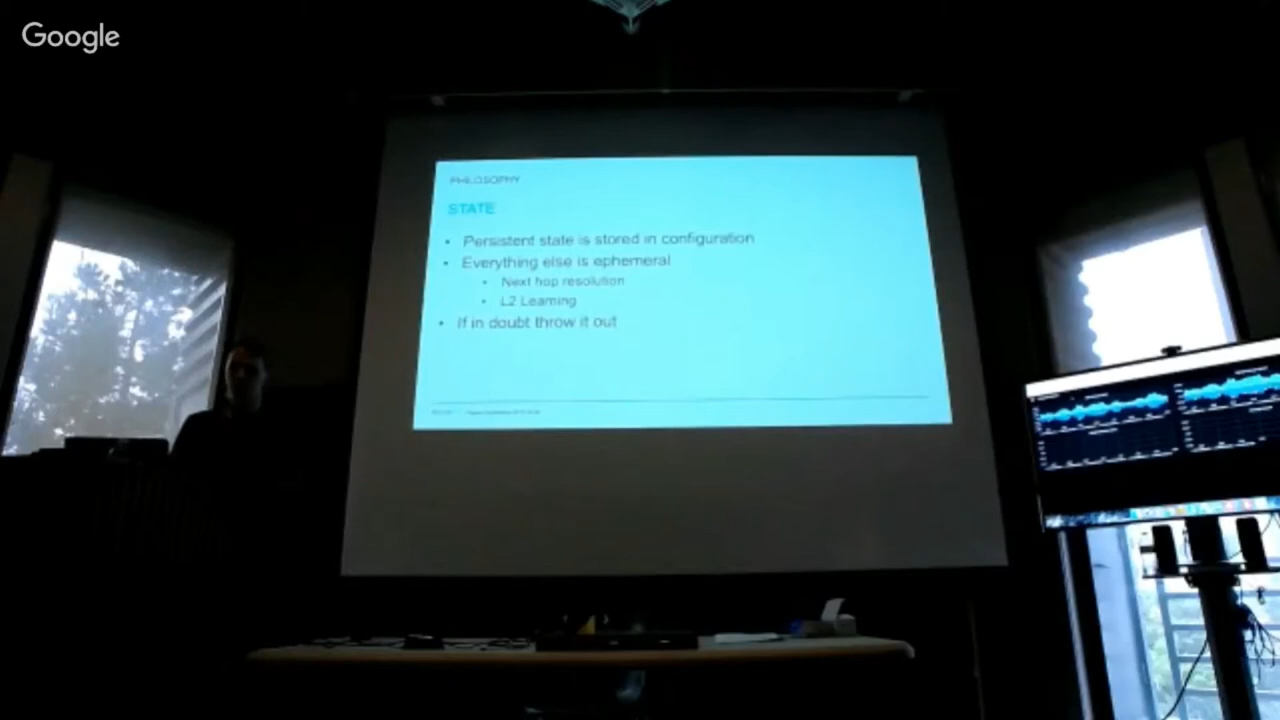 Google
PHILOSOPHY
STATE
• Persistent state is stored in configuration
• Everything else is ephemeral
• Next hop resolution
• L2 Learning
• If in doubt throw it out